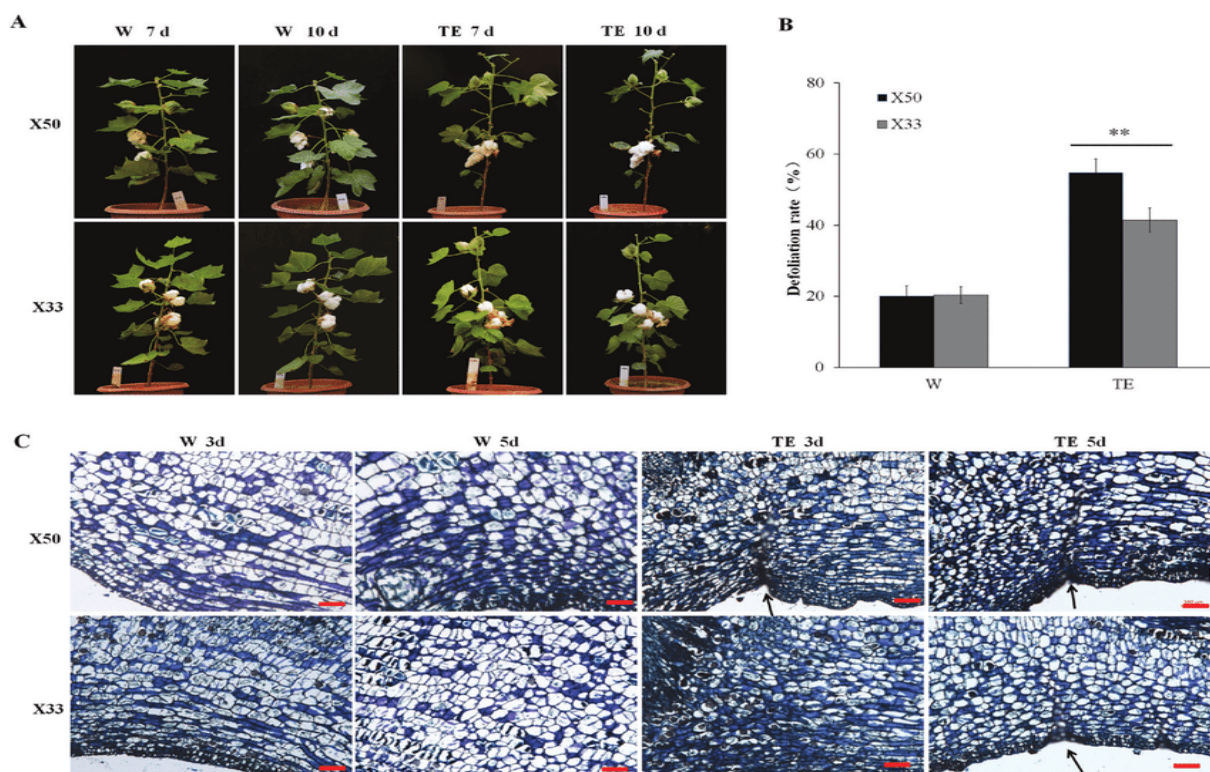 A
W 7 d
W 10 d
TE 7 d
TE 10 d
X50
X33
B
80
60
40
20
0
Defoliation rate（%）
X50
X33
**
W
TE
C
W 3d
W 5d
TE 3d
TE 5d
X50
X33